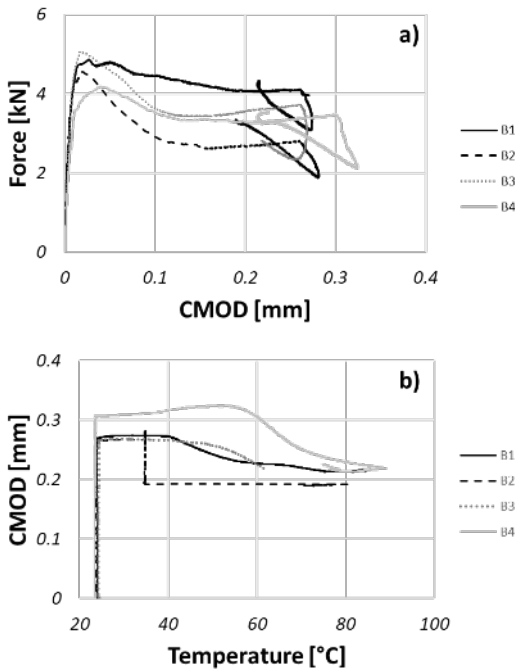 6
a)
4
Force [kN]
B1
B2
2
B3
B4
0
0 0.1 0.2 0.3 0.4
CMOD [mm]
0.4
b)
0.3
CMOD [mm]
B1
0.2
B2
B3
0.1
B4
0
20 40 60 80 100
Temperature [°C]